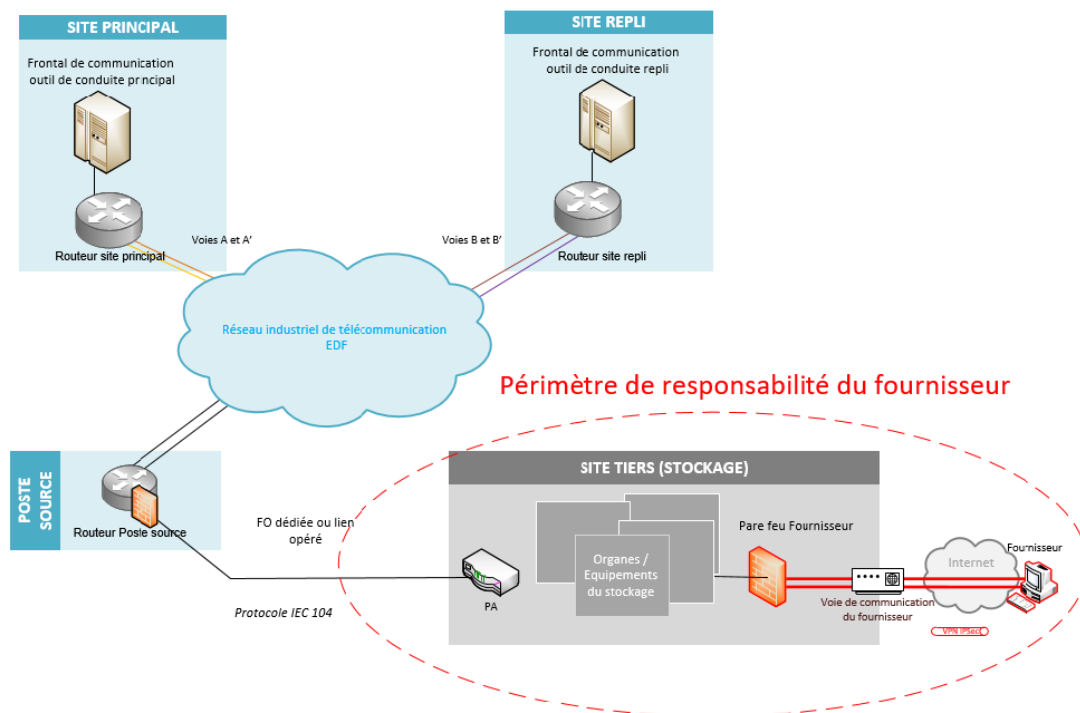 SITE PRINCIPAL
Frontal de communication
outil de conduite principal
Routeur site principal
Voies A et A'
SITE REPLI
Frontal de communication
outil de conduite repli
Voies B et B'
Routeur site repli
Réseau industriel de télécommunication
EDF
Périmètre de responsabilité du fournisseur
POSTE
SOURCE
Routeur Poste source
FO dédiée ou lien
opéré
Protocole IEC 104
SITE TIERS (STOCKAGE)
PA
Organes /
Equipements
du stockage
Pare feu Fournisseur
Voie de communication
du fournisseur
Internet
Fournisseur
VPN IPSec